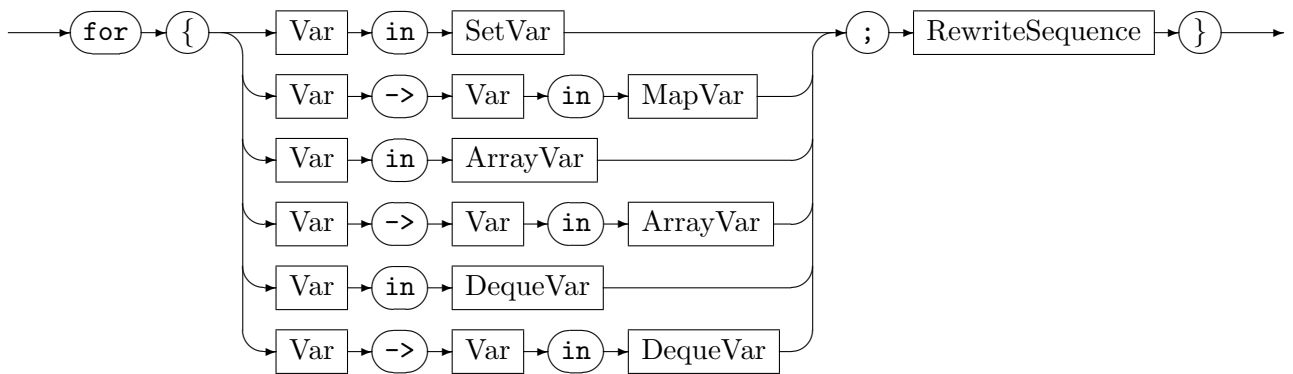 for { Var in SetVar ; RewriteSequence }
Var -> Var in MapVar
Var in ArrayVar
Var -> Var in ArrayVar
Var in DequeVar
Var -> Var in DequeVar